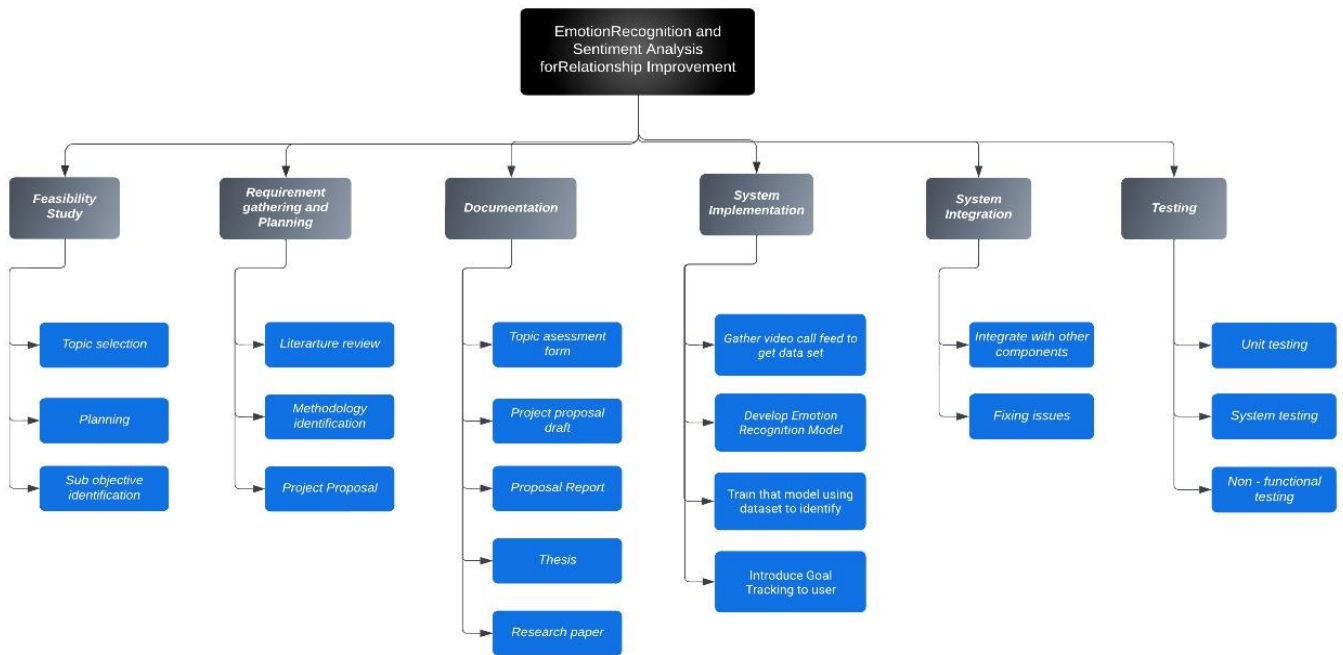 EmotionRecognition and
Sentiment Analysis
forRelationship Improvement
Feasibility
Study
Requirement
gathering and
Planning
Documentation
System
Implementation
System
Integration
Testing
Topic selection
Planning
Sub objective
identification
Literarture review
Methodology
identification
Project Proposal
Topic asessment
form
Project proposal
draft
Proposal Report
Thesis
Research paper
Gather video call feed to
get data set
Develop Emotion
Recognition Model
Train that model using
dataset to identify
Introduce Goal
Tracking to user
Integrate with other
components
Fixing issues
Unit testing
System testing
Non - functional
testing